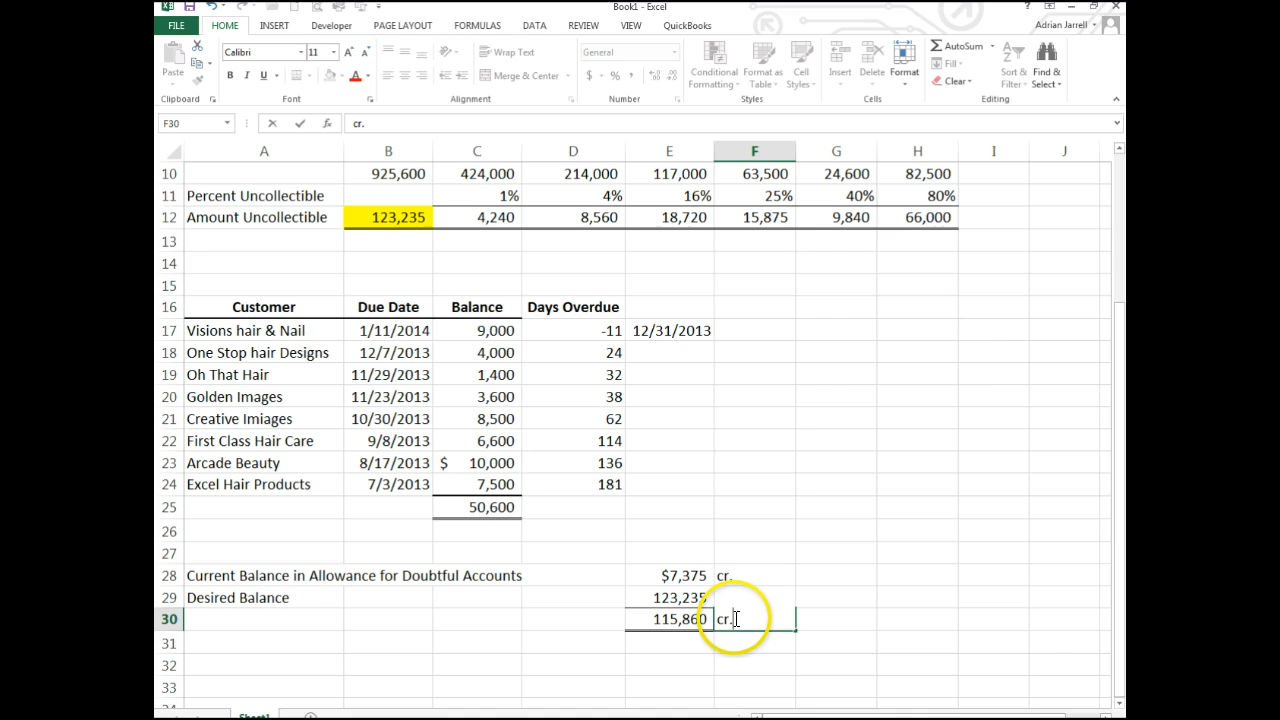 Book1 - Excel
FILE HOME INSERT Developer PAGE LAYOUT FORMULAS DATA REVIEW VIEW QuickBooks Adrian Jarrell
Paste Calibri 11 B I U Wrap Text Merge & Center General $ % , Conditional Formatting Format as Table Cell Styles Insert Delete Format AutoSum Fill Clear Sort & Filter Find & Select
Clipboard Font Alignment Number Styles Cells Editing
F30 fx cr.
A B C D E F G H I J
10 925,600 424,000 214,000 117,000 63,500 24,600 82,500
11 Percent Uncollectible 1% 4% 16% 25% 40% 80%
12 Amount Uncollectible 123,235 4,240 8,560 18,720 15,875 9,840 66,000
13
14
15
16 Customer Due Date Balance Days Overdue
17 Visions hair & Nail 1/11/2014 9,000 -11 12/31/2013
18 One Stop hair Designs 12/7/2013 4,000 24
19 Oh That Hair 11/29/2013 1,400 32
20 Golden Images 11/23/2013 3,600 38
21 Creative Imiages 10/30/2013 8,500 62
22 First Class Hair Care 9/8/2013 6,600 114
23 Arcade Beauty 8/17/2013 $ 10,000 136
24 Excel Hair Products 7/3/2013 7,500 181
25 50,600
26
27
28 Current Balance in Allowance for Doubtful Accounts $7,375 cr.
29 Desired Balance 123,235
30 115,860 cr.
31
32
33
Sheet1